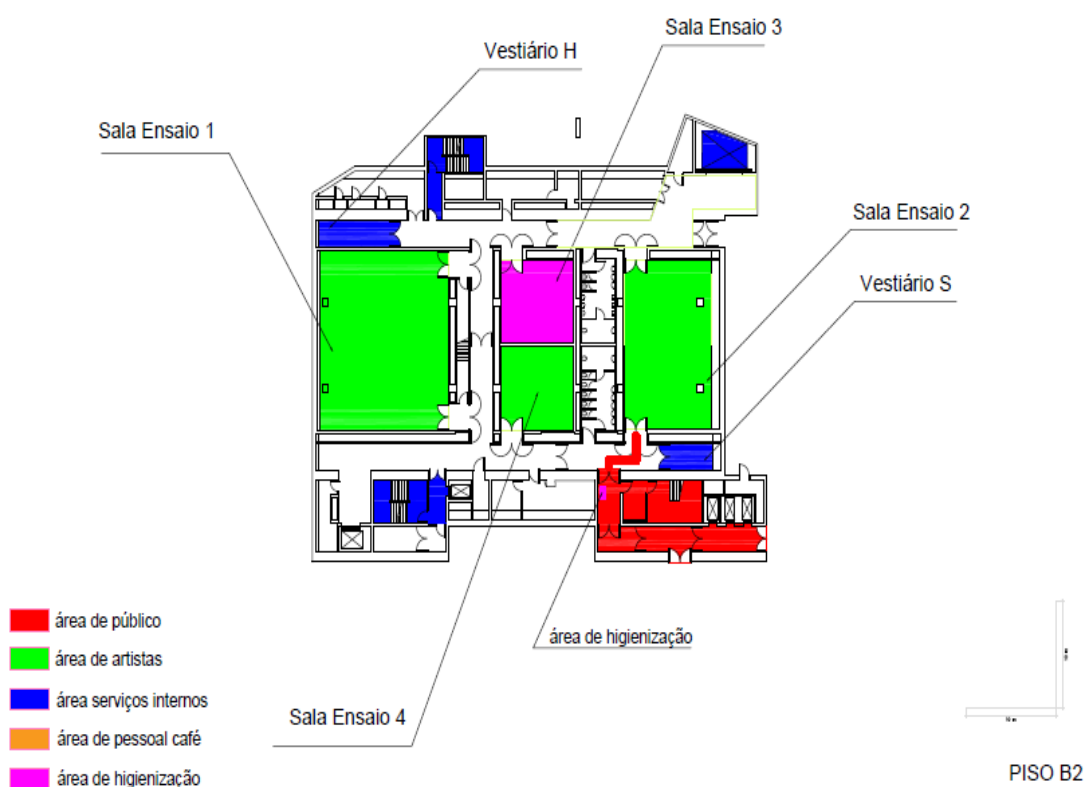 Sala Ensaio 3
Vestiário H
Sala Ensaio 1
Sala Ensaio 2
Vestiário S
área de higienização
Sala Ensaio 4
área de público
área de artistas
área serviços internos
área de pessoal café
área de higienização
PISO B2